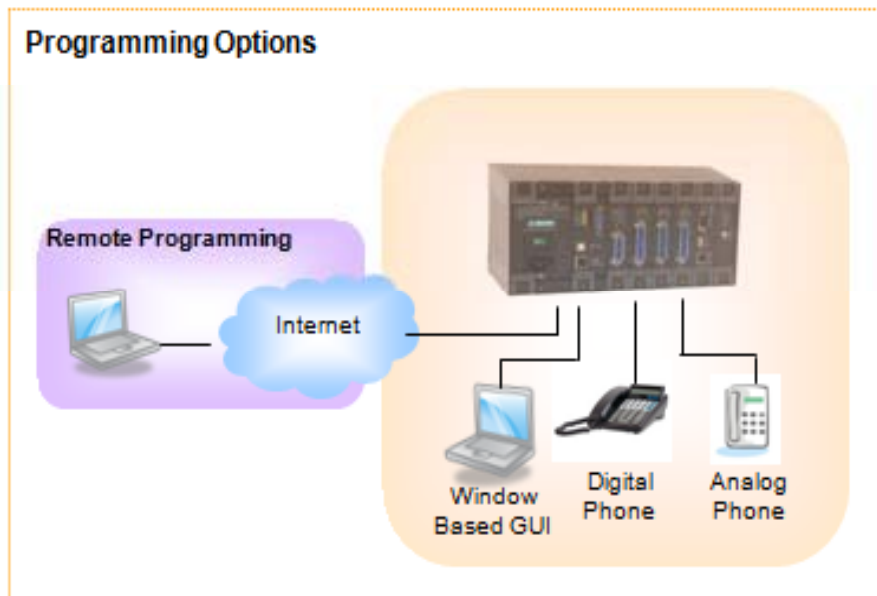 Programming Options
Remote Programming
Internet
Window
Based GUI
Digital
Phone
Analog
Phone